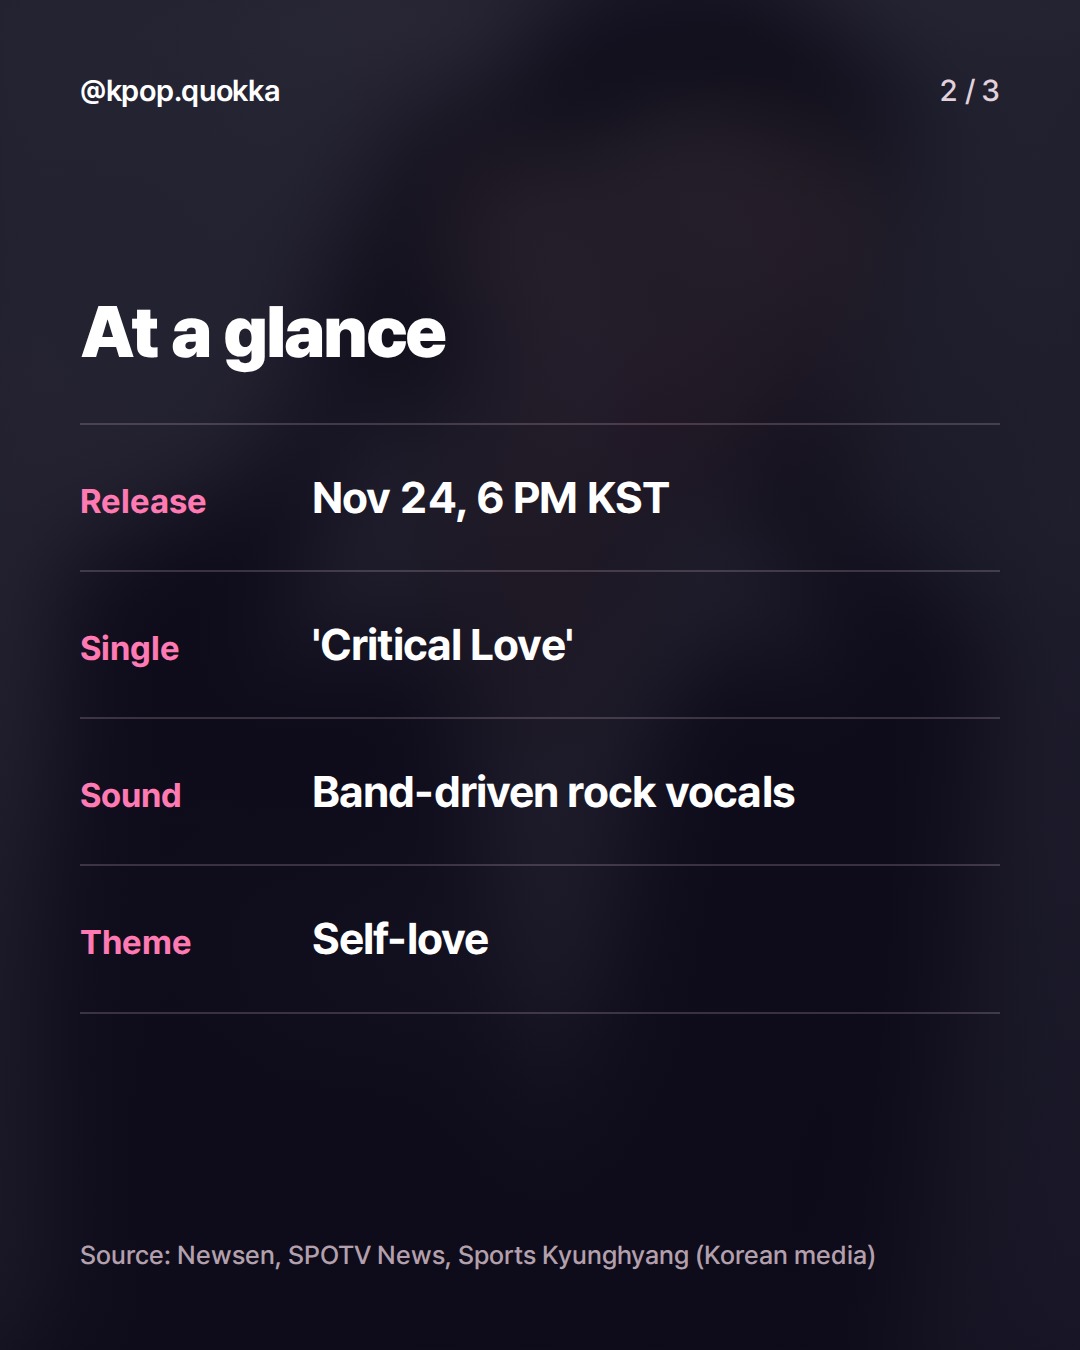 @kpop.quokka
2 / 3
At a glance
Release
Nov 24, 6 PM KST
Single
'Critical Love'
Sound
Band-driven rock vocals
Theme
Self-love
Source: Newsen, SPOTV News, Sports Kyunghyang (Korean media)